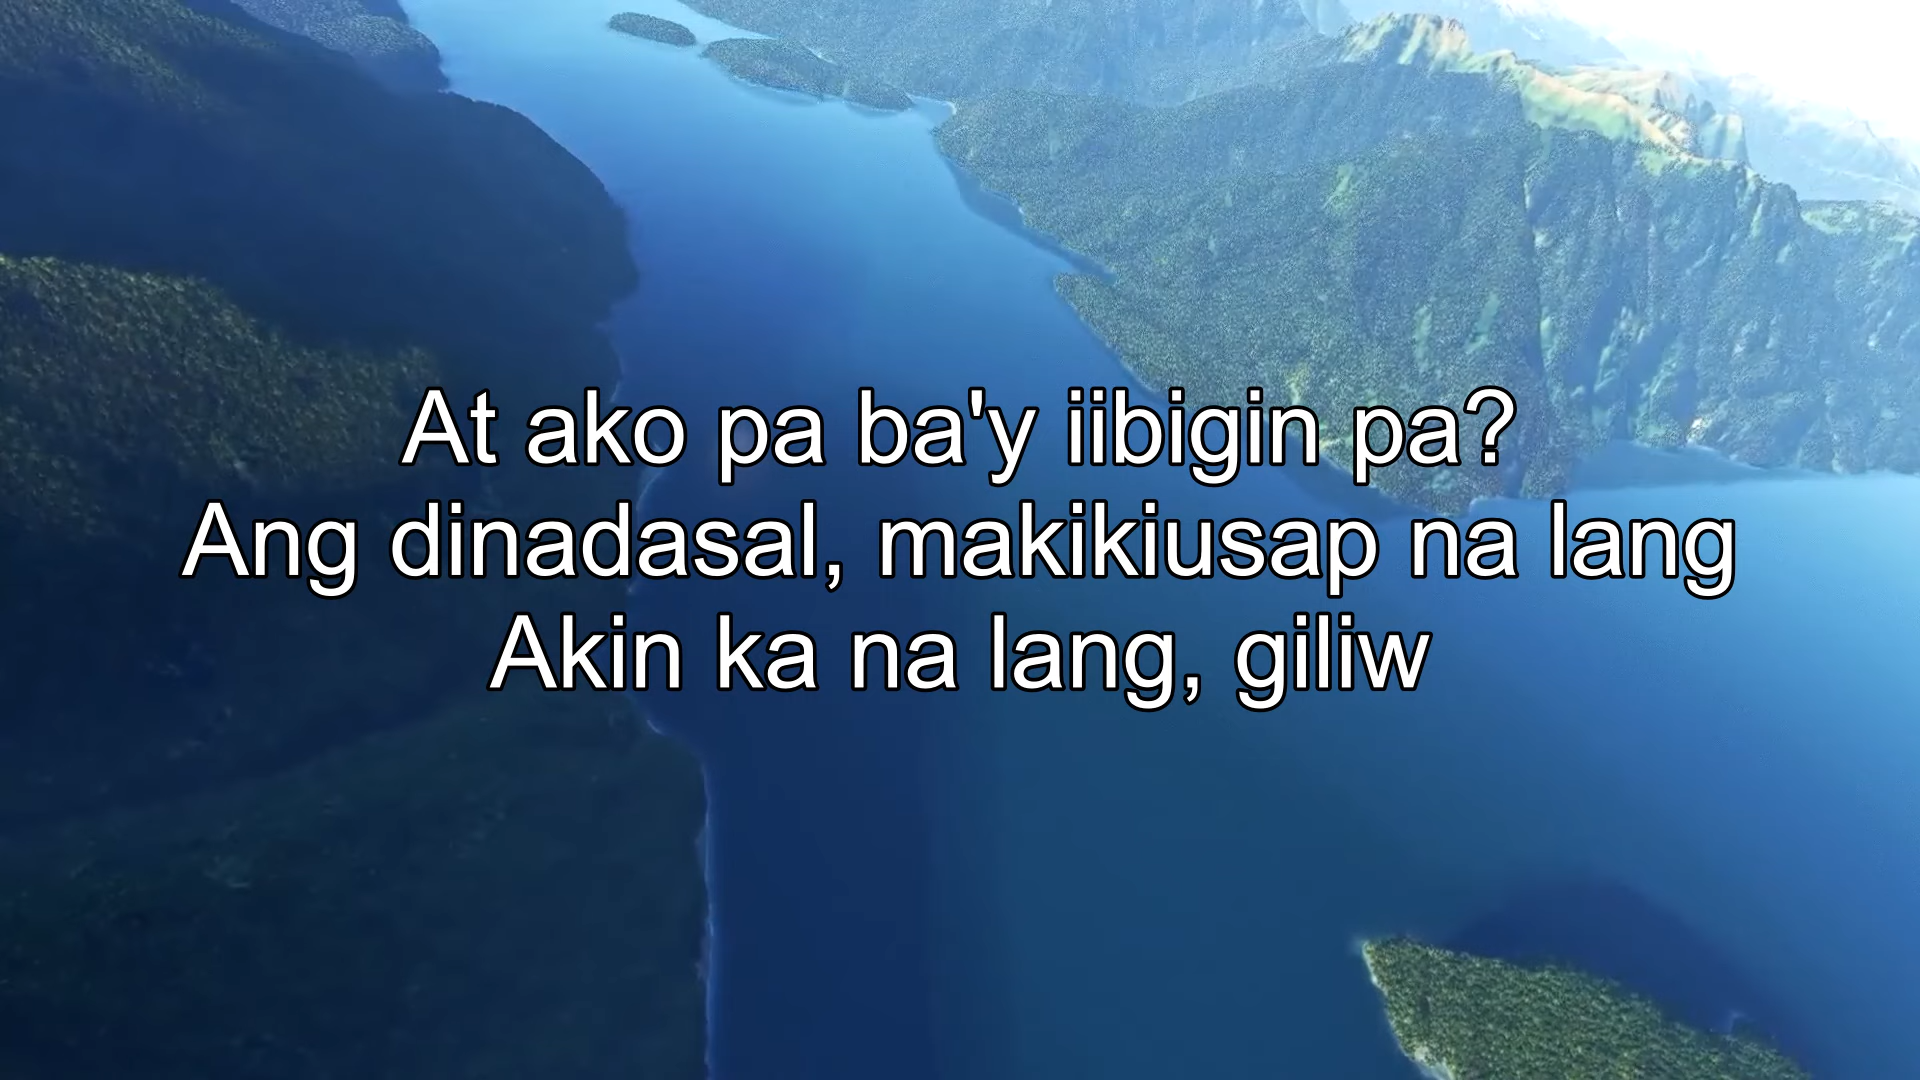 At ako pa ba'y iibigin pa?
Ang dinadasal, makikiusap na lang
Akin ka na lang, giliw